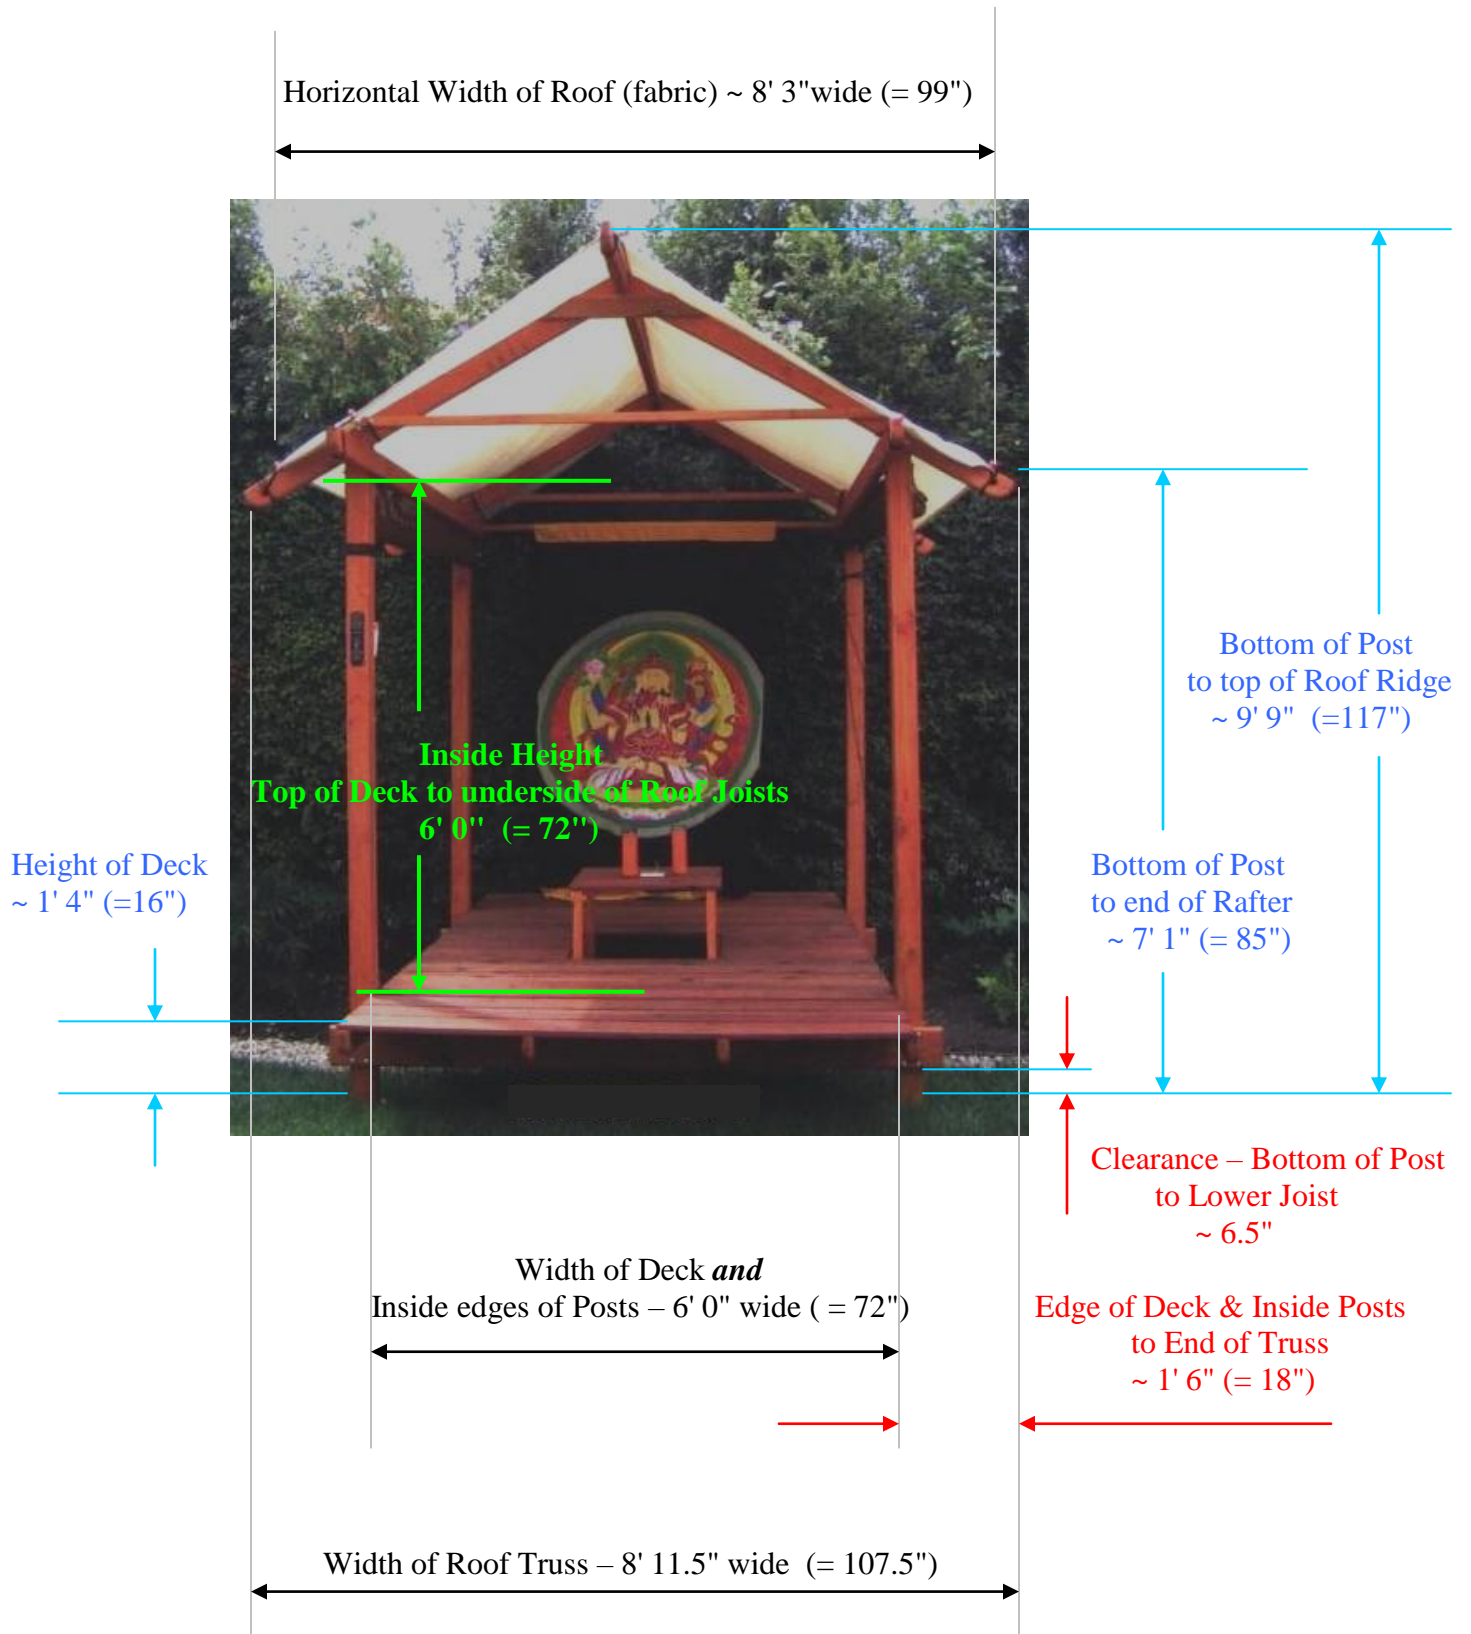 Horizontal Width of Roof (fabric) ~ 8' 3"wide (= 99")
Bottom of Post
to top of Roof Ridge
~ 9' 9"  (=117")
Inside Height
Top of Deck to underside of Roof Joists
6' 0"  (= 72")
Height of Deck
~ 1' 4" (=16")
Bottom of Post
to end of Rafter
~ 7' 1" (= 85")
Clearance – Bottom of Post
to Lower Joist
~ 6.5"
Width of Deck and
Inside edges of Posts – 6' 0" wide ( = 72")
Edge of Deck & Inside Posts
to End of Truss
~ 1' 6" (= 18")
Width of Roof Truss – 8' 11.5" wide  (= 107.5")